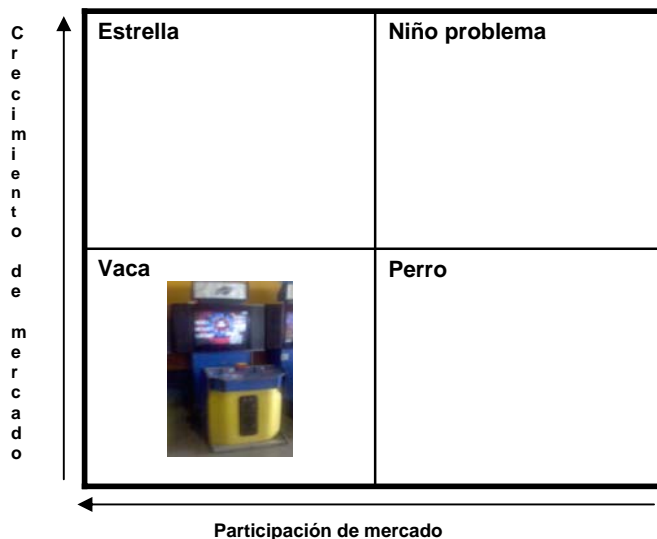 Crecimiento de mercado
Estrella
Niño problema
Vaca
Perro
Participación de mercado